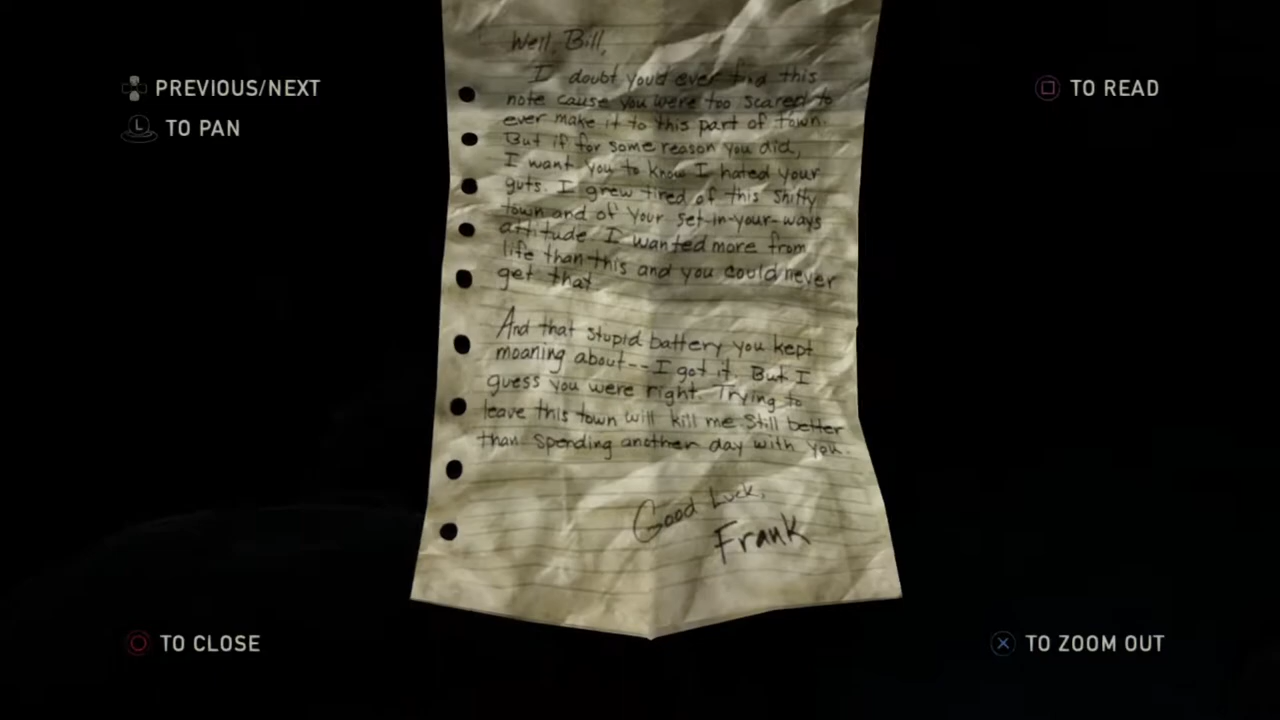 PREVIOUS/NEXT
TO PAN
TO READ
Well, Bill,
I doubt you'd ever find this
note cause you were too scared to
ever make it to this part of town.
But if for some reason you did,
I want you to know I hated your
guts. I grew tired of this shitty
town and of your set-in-your-ways
attitude. I wanted more from
life than this and you could never
get that.
And that stupid battery you kept
moaning about--I got it. But I
guess you were right. Trying to
leave this town will kill me. Still better
than spending another day with you.
Good Luck,
Frank
TO CLOSE
TO ZOOM OUT